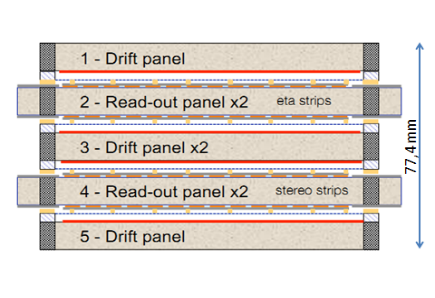 1 - Drift panel
2 - Read-out panel x2 eta strips
3 - Drift panel x2
4 - Read-out panel x2 stereo strips
5 - Drift panel
77,4 mm